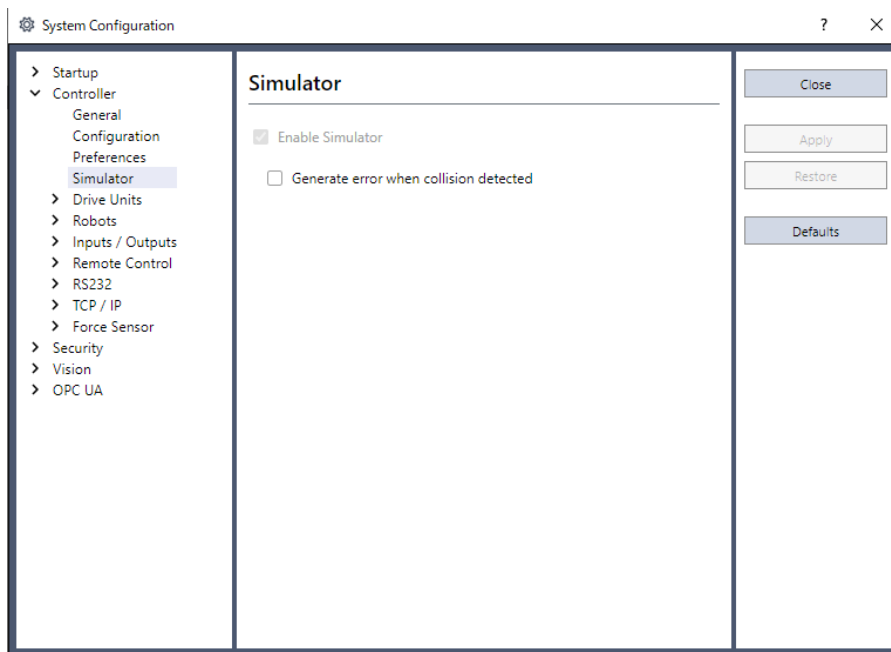 System Configuration
?
Startup
Controller
General
Configuration
Preferences
Simulator
Drive Units
Robots
Inputs / Outputs
Remote Control
RS232
TCP / IP
Force Sensor
Security
Vision
OPC UA
Simulator
Enable Simulator
Generate error when collision detected
Close
Apply
Restore
Defaults